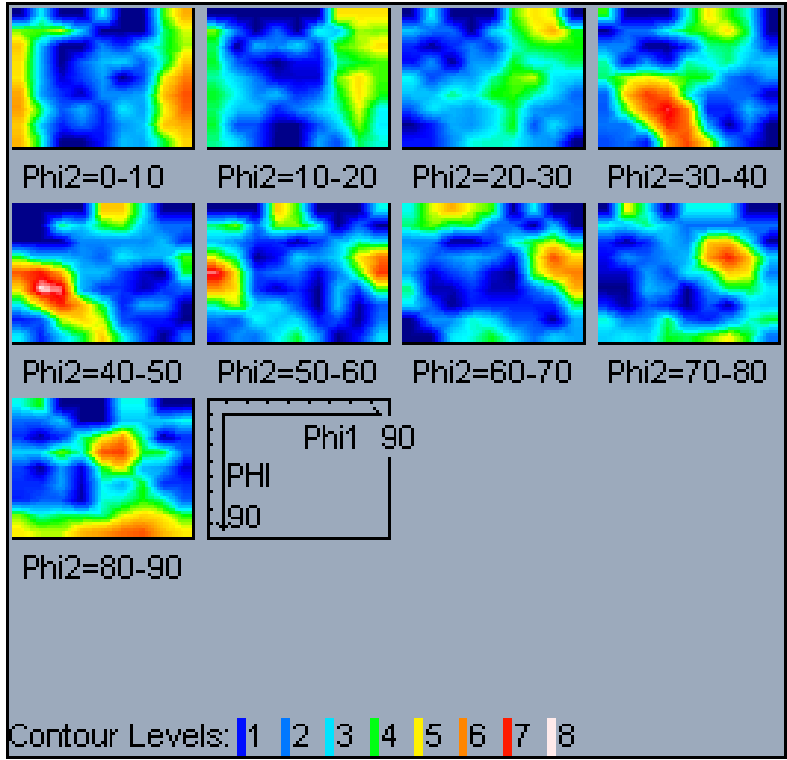 Phi2=0-10 Phi2=10-20 Phi2=20-30 Phi2=30-40
Phi2=40-50 Phi2=50-60 Phi2=60-70 Phi2=70-80
Phi1 90
PHI
90
Phi2=80-90
Contour Levels: 1 2 3 4 5 6 7 8